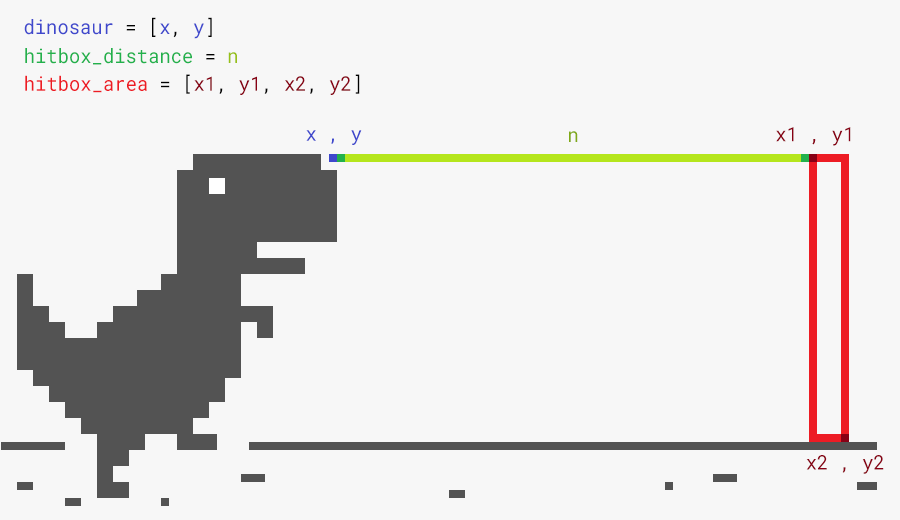 dinosaur = [x, y]
hitbox_distance = n
hitbox_area = [x1, y1, x2, y2]
x , y n x1 , y1
x2 , y2